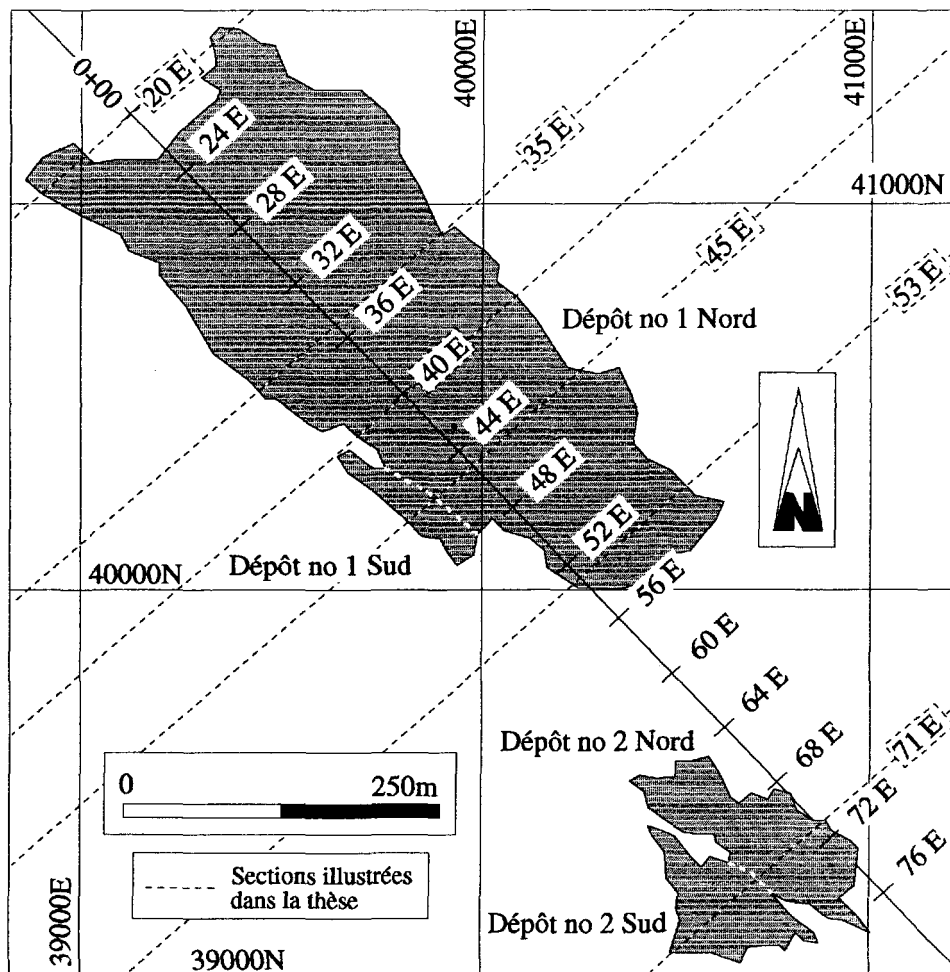 0+00
20 E
24 E
28 E
32 E
36 E
40 E
44 E
48 E
52 E
56 E
60 E
64 E
68 E
72 E
76 E
35 E
45 E
53 E
71 E
40000E
41000E
41000N
Dépôt no 1 Nord
N
Dépôt no 1 Sud
40000N
Dépôt no 2 Nord
0 250m
Sections illustrées
dans la thèse
Dépôt no 2 Sud
39000E
39000N